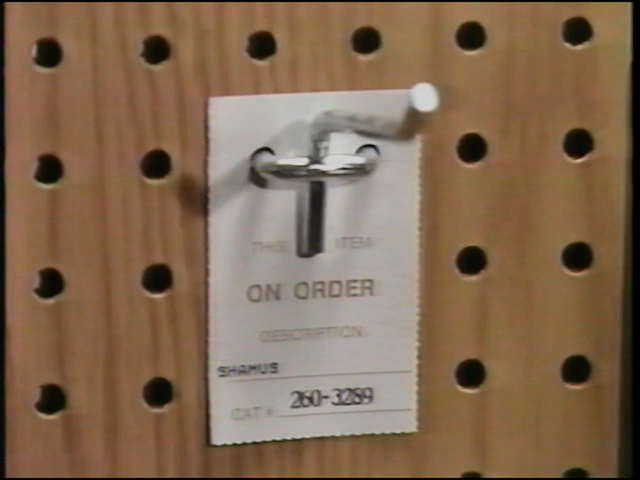 THIS ITEM
ON ORDER
DESCRIPTION
SHAMUS
CAT # 260-3289